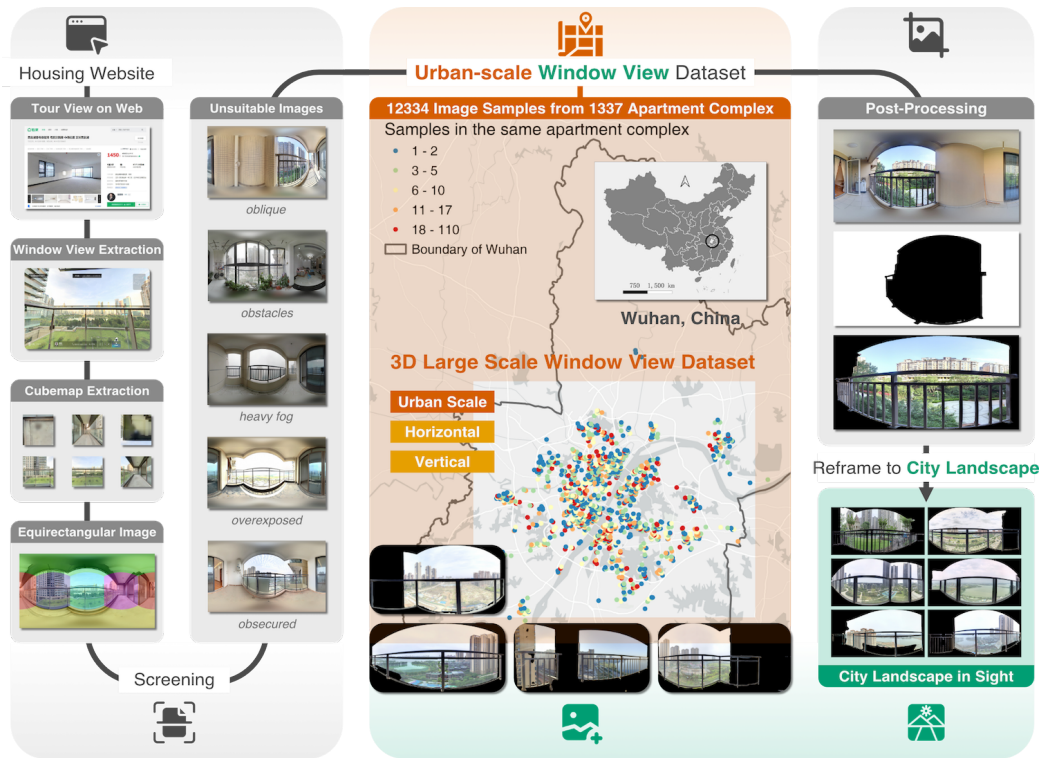 Housing Website
Tour View on Web
1450
Window View Extraction
Cubemap Extraction
Equirectangular Image
Screening
Unsuitable Images
oblique
obstacles
heavy fog
overexposed
obsecured
Urban-scale Window View Dataset
12334 Image Samples from 1337 Apartment Complex
Samples in the same apartment complex
1 - 2
3 - 5
6 - 10
11 - 17
18 - 110
Boundary of Wuhan
750 1,500 km
Wuhan, China
3D Large Scale Window View Dataset
Urban Scale
Horizontal
Vertical
Post-Processing
Reframe to City Landscape
City Landscape in Sight